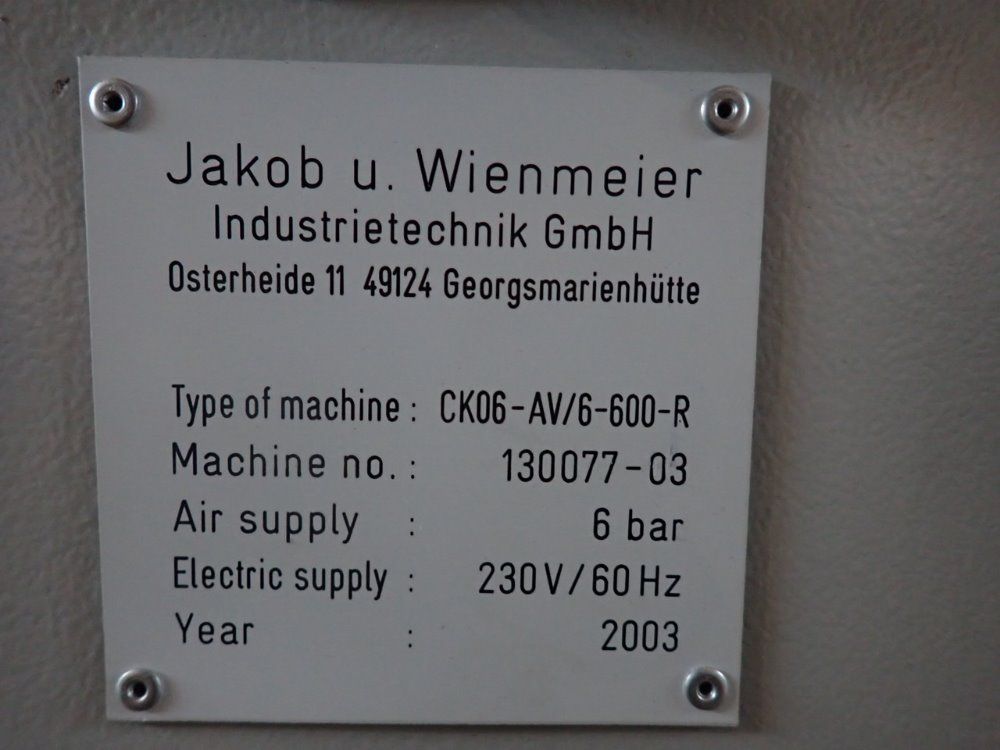 Jakob u. Wienmeier
Industrietechnik GmbH
Osterheide 11 49124 Georgsmarienhütte
Type of machine : CK06-AV/6-600-R
Machine no. : 130077-03
Air supply : 6 bar
Electric supply : 230V/60Hz
Year : 2003